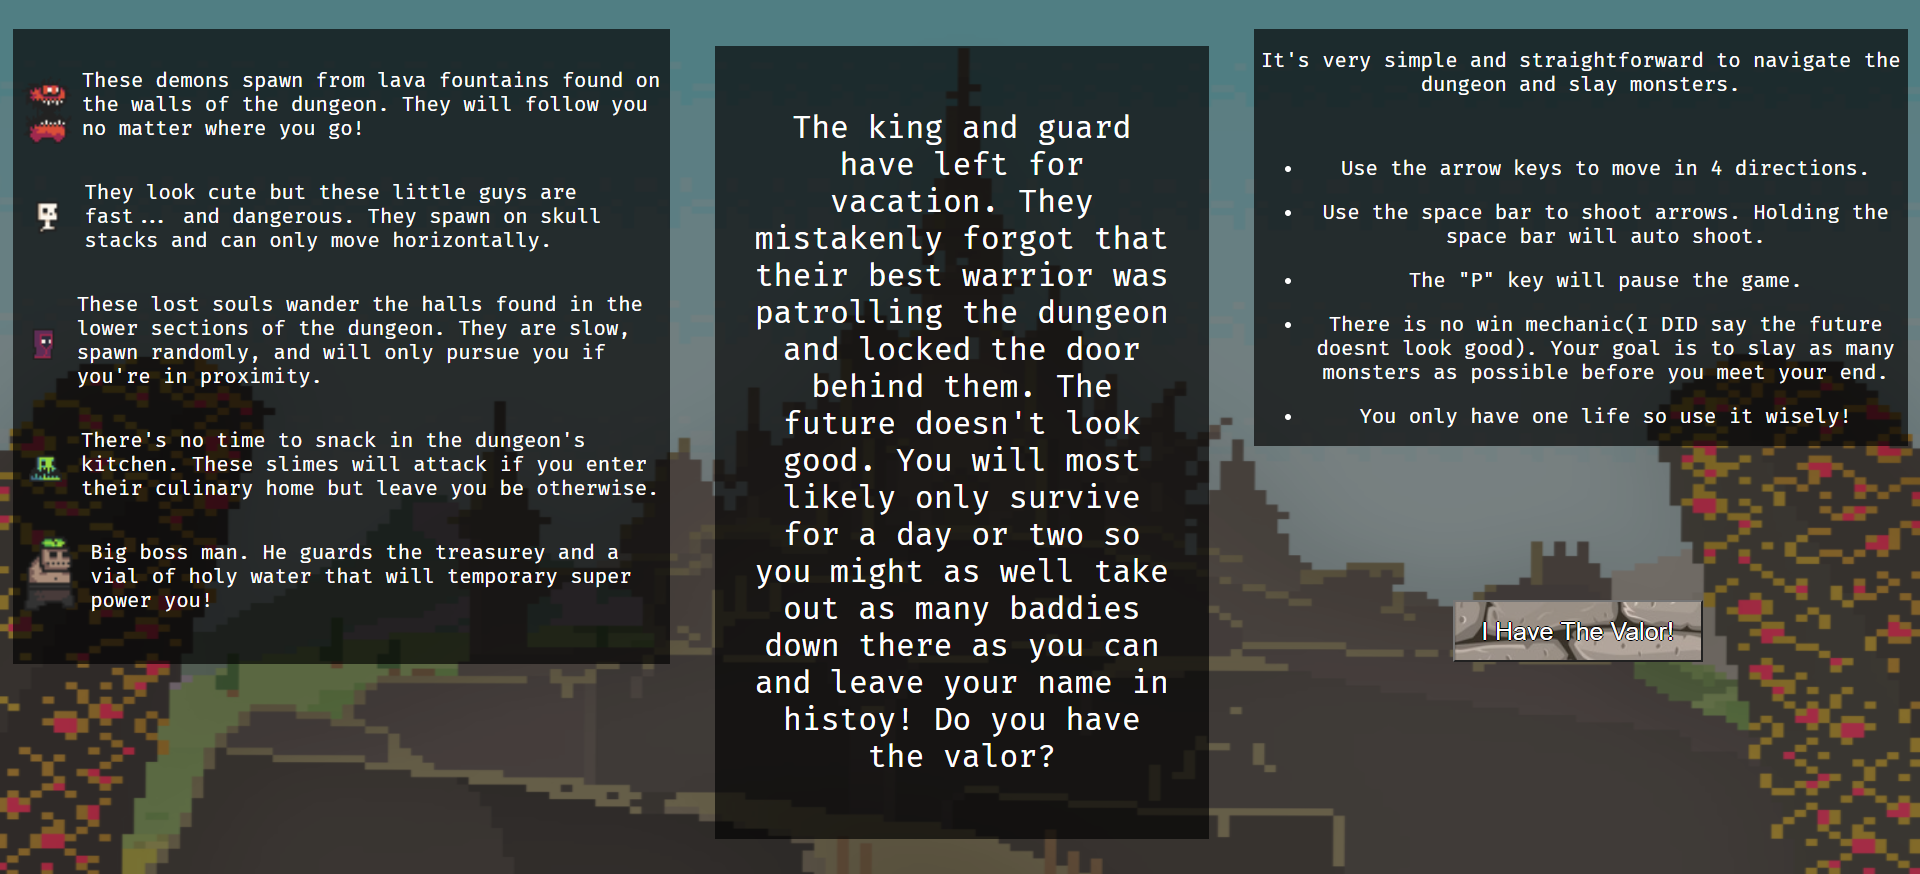 These demons spawn from lava fountains found on
the walls of the dungeon. They will follow you
no matter where you go!
They look cute but these little guys are
fast... and dangerous. They spawn on skull
stacks and can only move horizontally.
These lost souls wander the halls found in the
lower sections of the dungeon. They are slow,
spawn randomly, and will only pursue you if
you're in proximity.
There's no time to snack in the dungeon's
kitchen. These slimes will attack if you enter
their culinary home but leave you be otherwise.
Big boss man. He guards the treasurey and a
vial of holy water that will temporary super
power you!
The king and guard
have left for
vacation. They
mistakenly forgot that
their best warrior was
patrolling the dungeon
and locked the door
behind them. The
future doesn't look
good. You will most
likely only survive
for a day or two so
you might as well take
out as many baddies
down there as you can
and leave your name in
histoy! Do you have
the valor?
It's very simple and straightforward to navigate the
dungeon and slay monsters.
• Use the arrow keys to move in 4 directions.
• Use the space bar to shoot arrows. Holding the
space bar will auto shoot.
• The "P" key will pause the game.
• There is no win mechanic(I DID say the future
doesnt look good). Your goal is to slay as many
monsters as possible before you meet your end.
• You only have one life so use it wisely!
I Have The Valor!